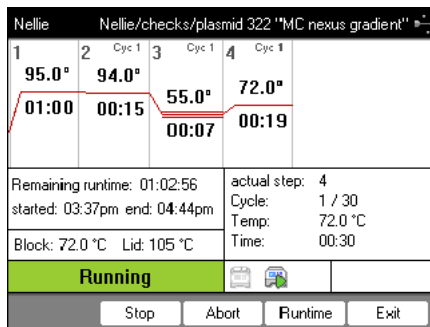 Nellie Nellie/checks/plasmid 322 "MC nexus gradient"
1 2 Cyc 1 3 Cyc 1 4 Cyc 1
95.0° 94.0° 55.0° 72.0°
01:00 00:15 00:07 00:19
Remaining runtime: 01:02:56
started: 03:37pm end: 04:44pm
Block: 72.0 °C Lid: 105 °C
actual step: 4
Cycle: 1 / 30
Temp: 72.0 °C
Time: 00:30
Running
Stop Abort Runtime Exit